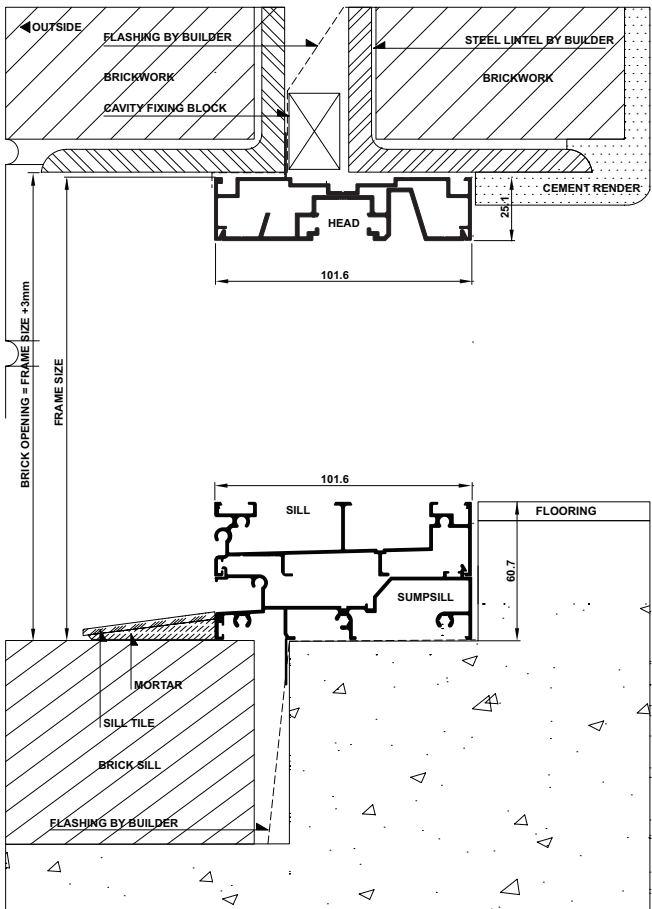 OUTSIDE
FLASHING BY BUILDER
STEEL LINTEL BY BUILDER
BRICKWORK
BRICKWORK
CAVITY FIXING BLOCK
CEMENT RENDER
HEAD
25.1
101.6
BRICK OPENING = FRAME SIZE +3mm
FRAME SIZE
101.6
SILL
FLOORING
60.7
SUMPSILL
MORTAR
SILL TILE
BRICK SILL
FLASHING BY BUILDER